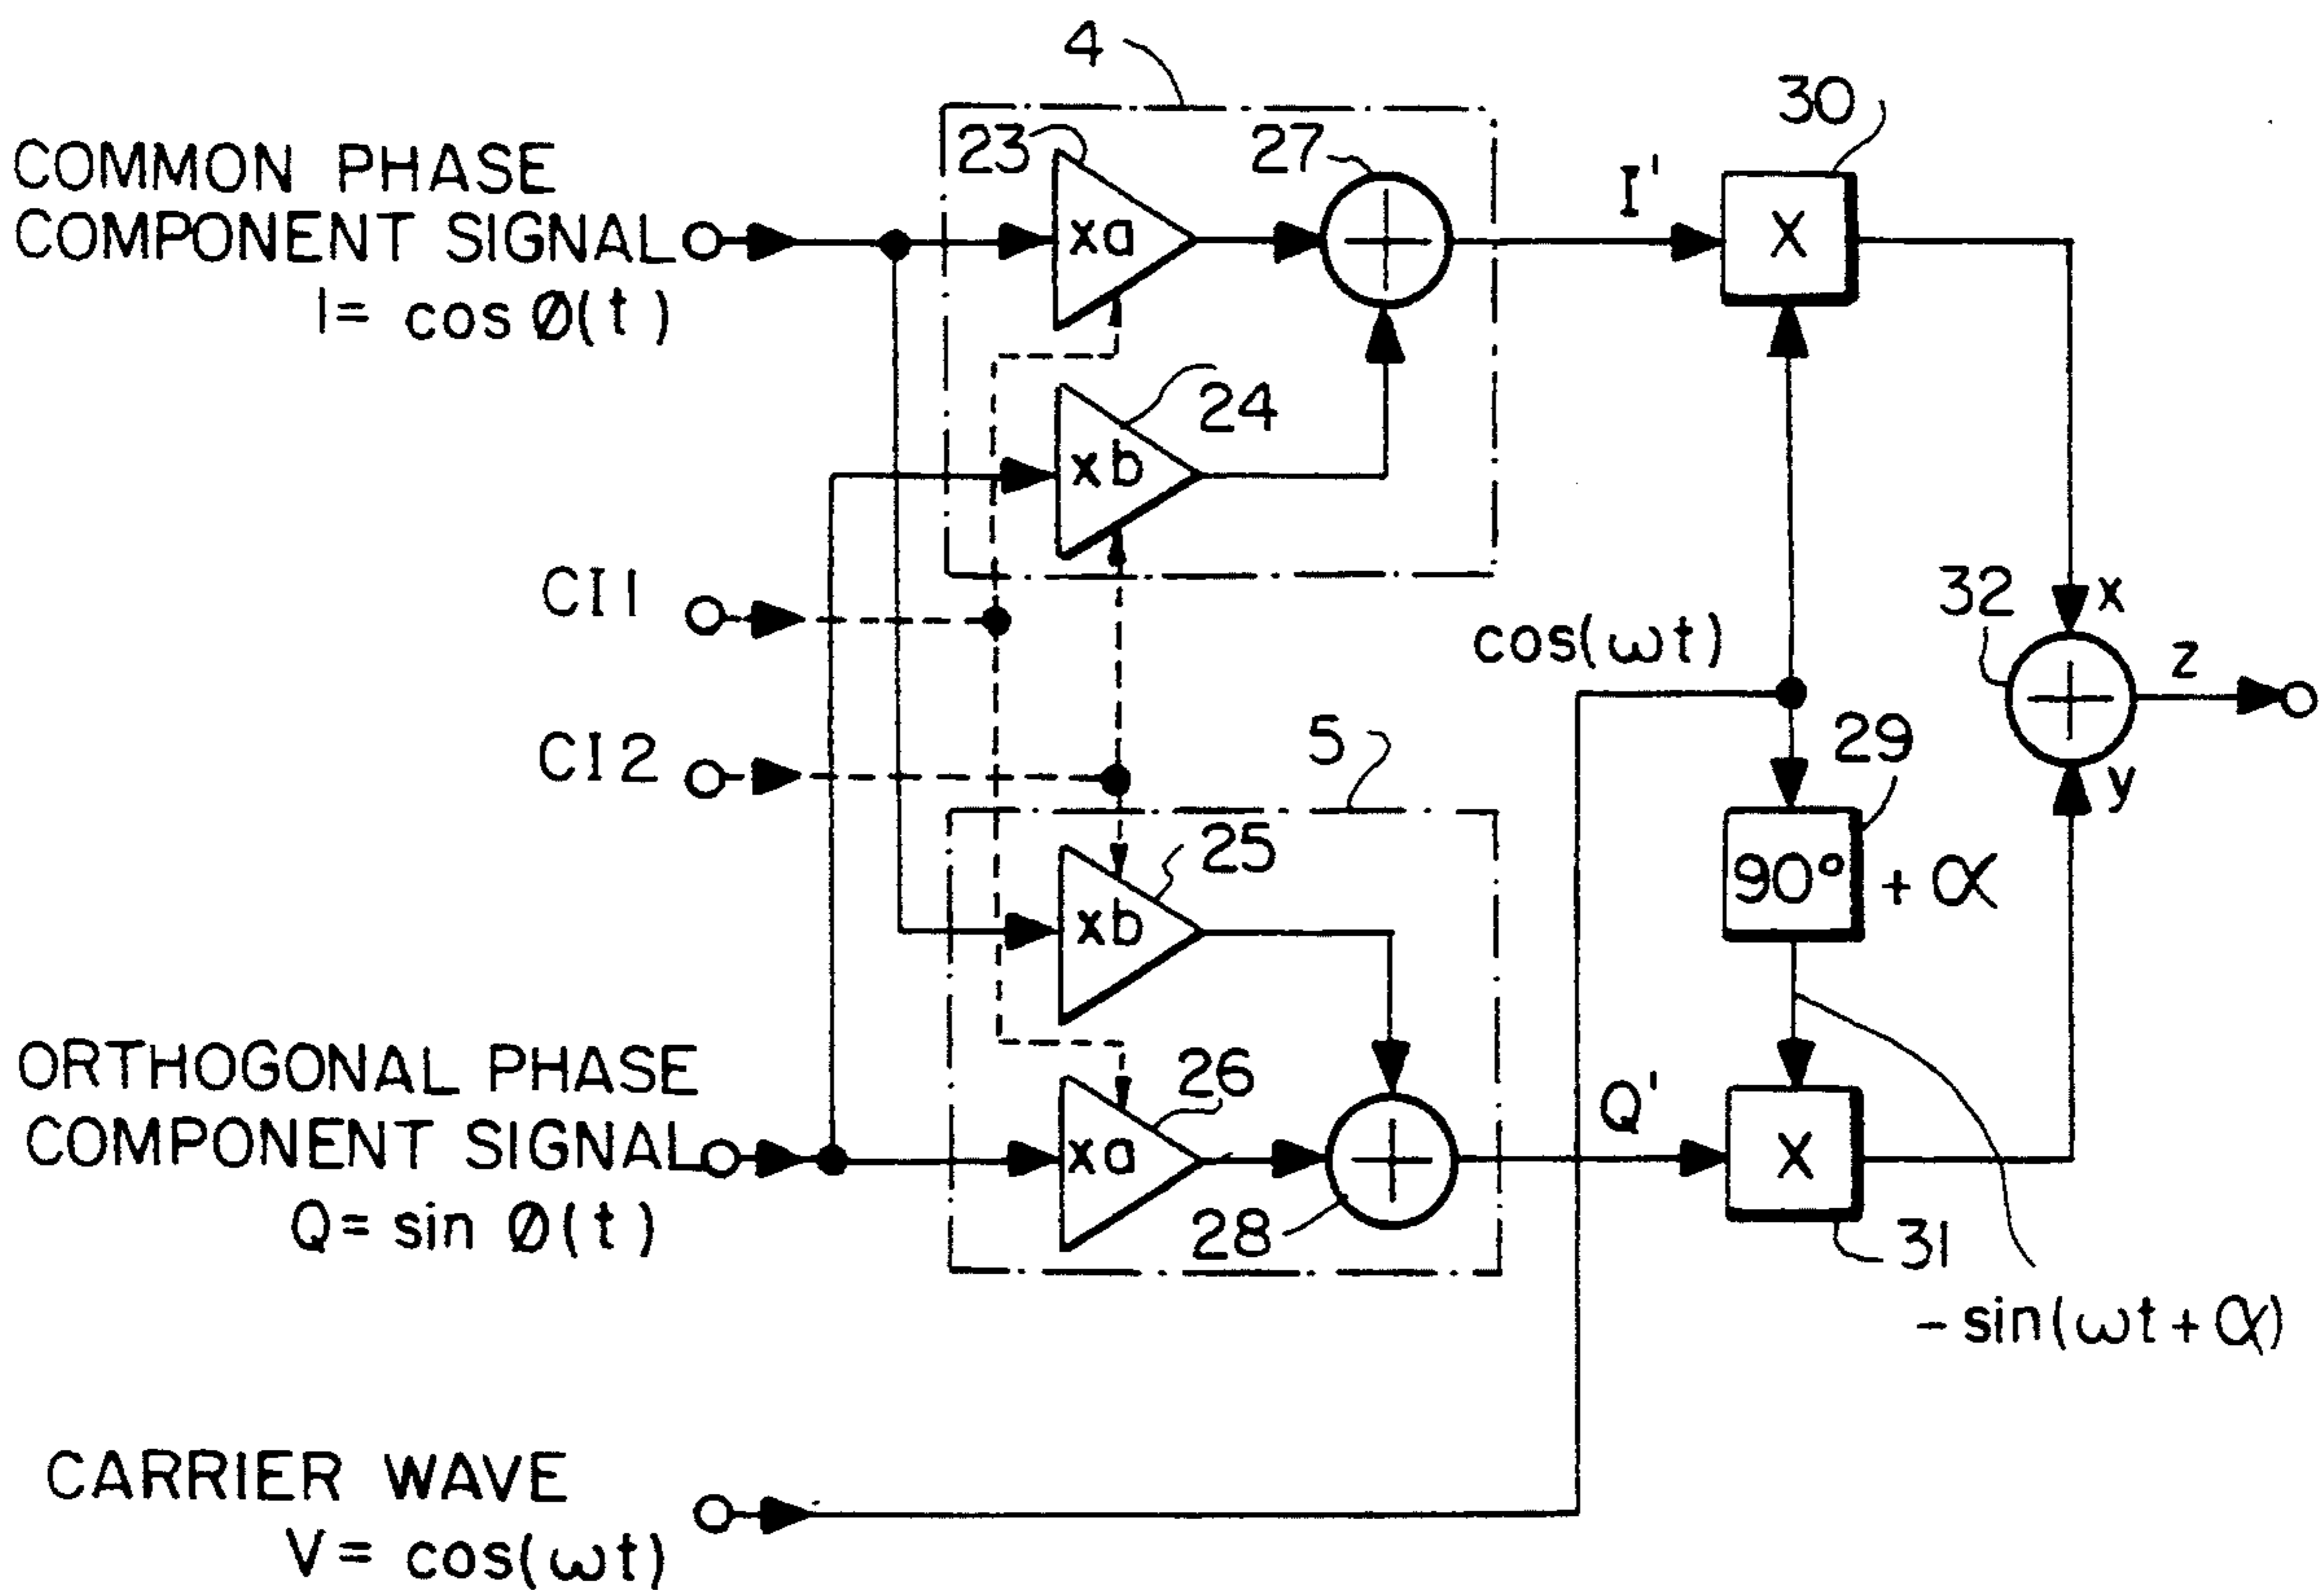 4
30
23
27
COMMON PHASE
COMPONENT SIGNAL
I= cos Ø(t)
xa
I'
X
24
xb
CI1
32
x
cos(ωt)
z
CI2
5
29
y
25
90° + α
xb
ORTHOGONAL PHASE
COMPONENT SIGNAL
Q= sin Ø(t)
26
xa
Q'
X
28
31
-sin(ωt+α)
CARRIER WAVE
V= cos(ωt)